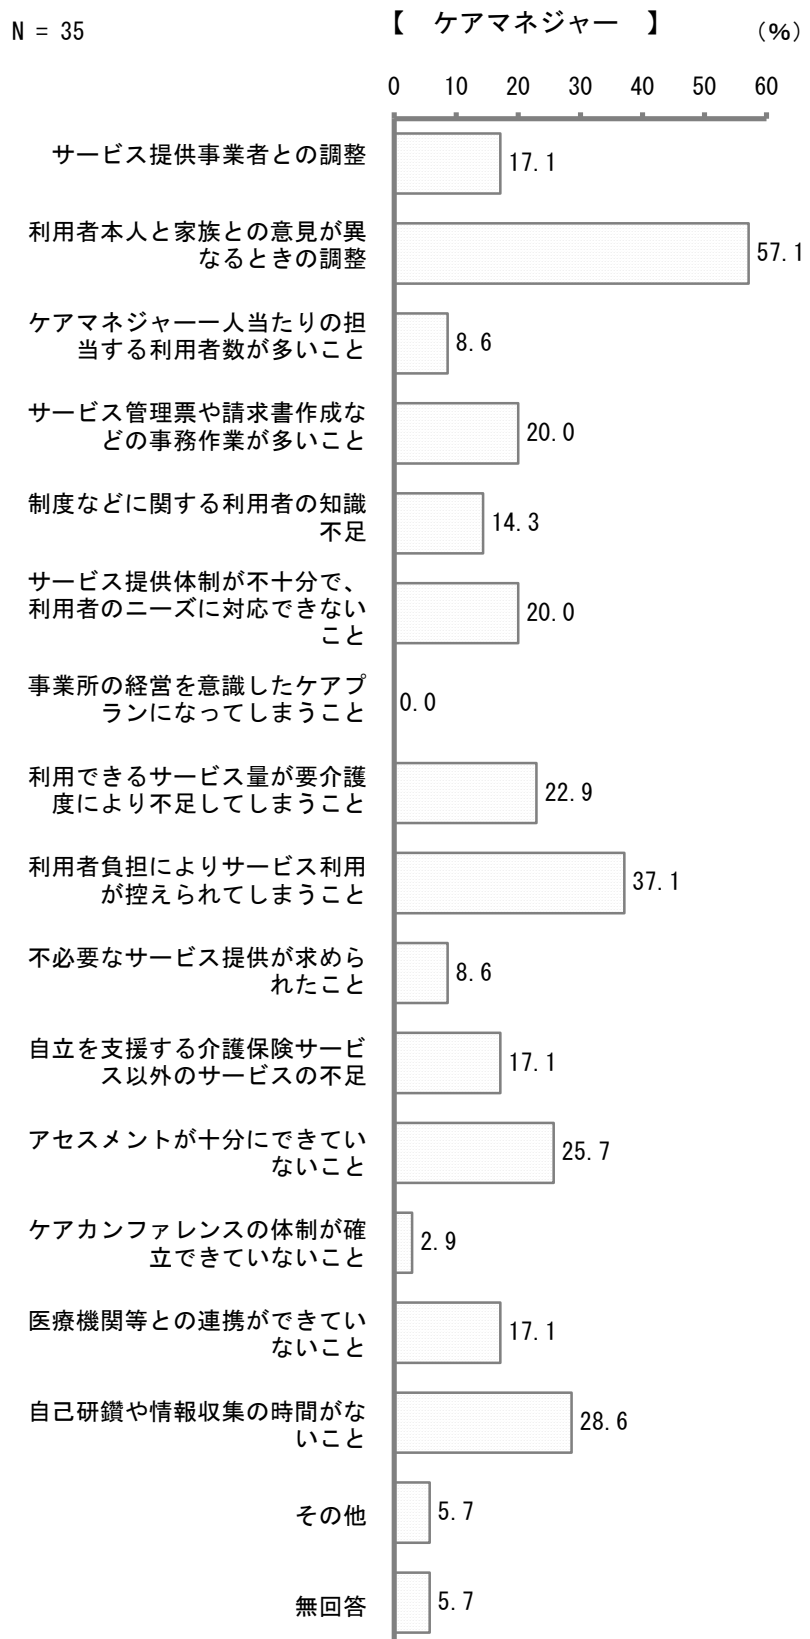 N = 35
【　ケアマネジャー　】
(%)
0 10 20 30 40 50 60
サービス提供事業者との調整
17.1
利用者本人と家族との意見が異
なるときの調整
57.1
ケアマネジャー一人当たりの担
当する利用者数が多いこと
8.6
サービス管理票や請求書作成な
どの事務作業が多いこと
20.0
制度などに関する利用者の知識
不足
14.3
サービス提供体制が不十分で、
利用者のニーズに対応できない
こと
20.0
事業所の経営を意識したケアプ
ランになってしまうこと
0.0
利用できるサービス量が要介護
度により不足してしまうこと
22.9
利用者負担によりサービス利用
が控えられてしまうこと
37.1
不必要なサービス提供が求めら
れたこと
8.6
自立を支援する介護保険サービ
ス以外のサービスの不足
17.1
アセスメントが十分にできてい
ないこと
25.7
ケアカンファレンスの体制が確
立できていないこと
2.9
医療機関等との連携ができてい
ないこと
17.1
自己研鑽や情報収集の時間がな
いこと
28.6
その他
5.7
無回答
5.7